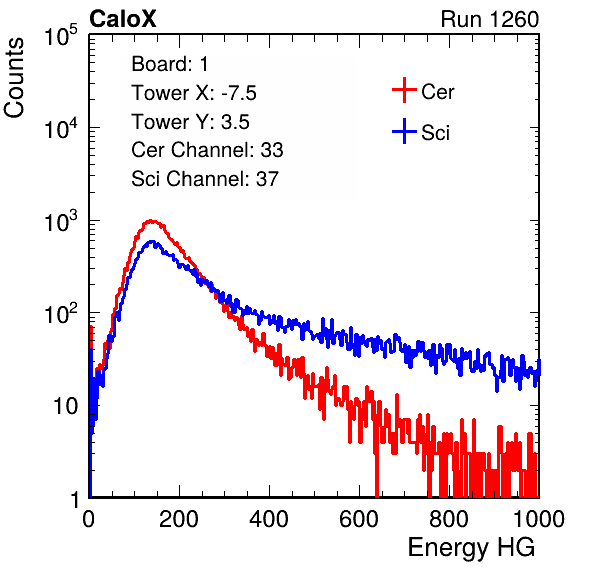 CaloX Run 1260
Counts
10^5
10^4
10^3
10^2
10
1
Board: 1
Tower X: -7.5
Tower Y: 3.5
Cer Channel: 33
Sci Channel: 37
Cer
Sci
0 200 400 600 800 1000
Energy HG